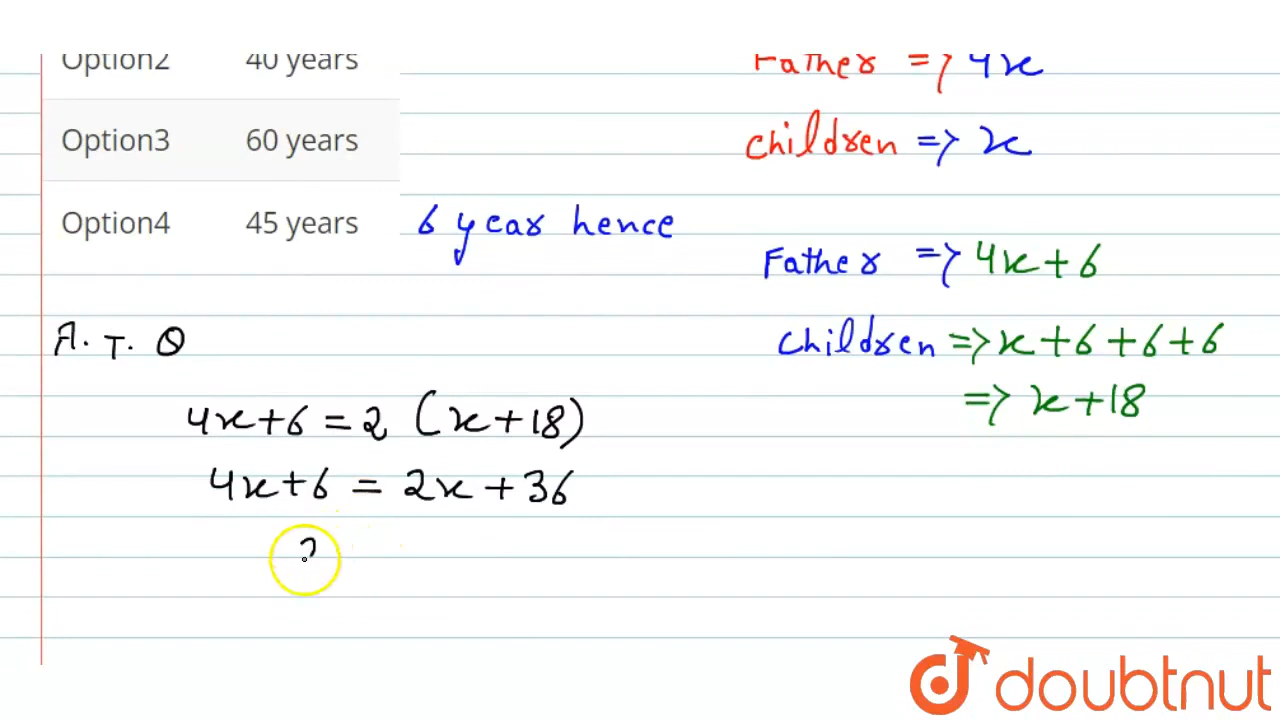 Option2 40 years
Father => 4x
Option3 60 years
children => x
Option4 45 years
6 year hence
Father => 4x+6
children => x+6+6+6
=> x+18
A. T. Q
4x+6 = 2 (x+18)
4x+6 = 2x+36
2
doubtnut